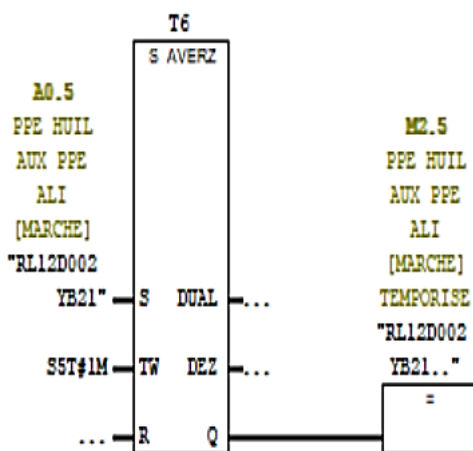 T6
S AVERZ
A0.5
PPE HUIL
AUX PPE
ALI
[MARCHE]
"RL12D002
YB21"
S
DUAL
...
S5T#1M
TW
DEZ
...
...
R
Q
M2.5
PPE HUIL
AUX PPE
ALI
[MARCHE]
TEMPORISE
"RL12D002
YB21.."
=